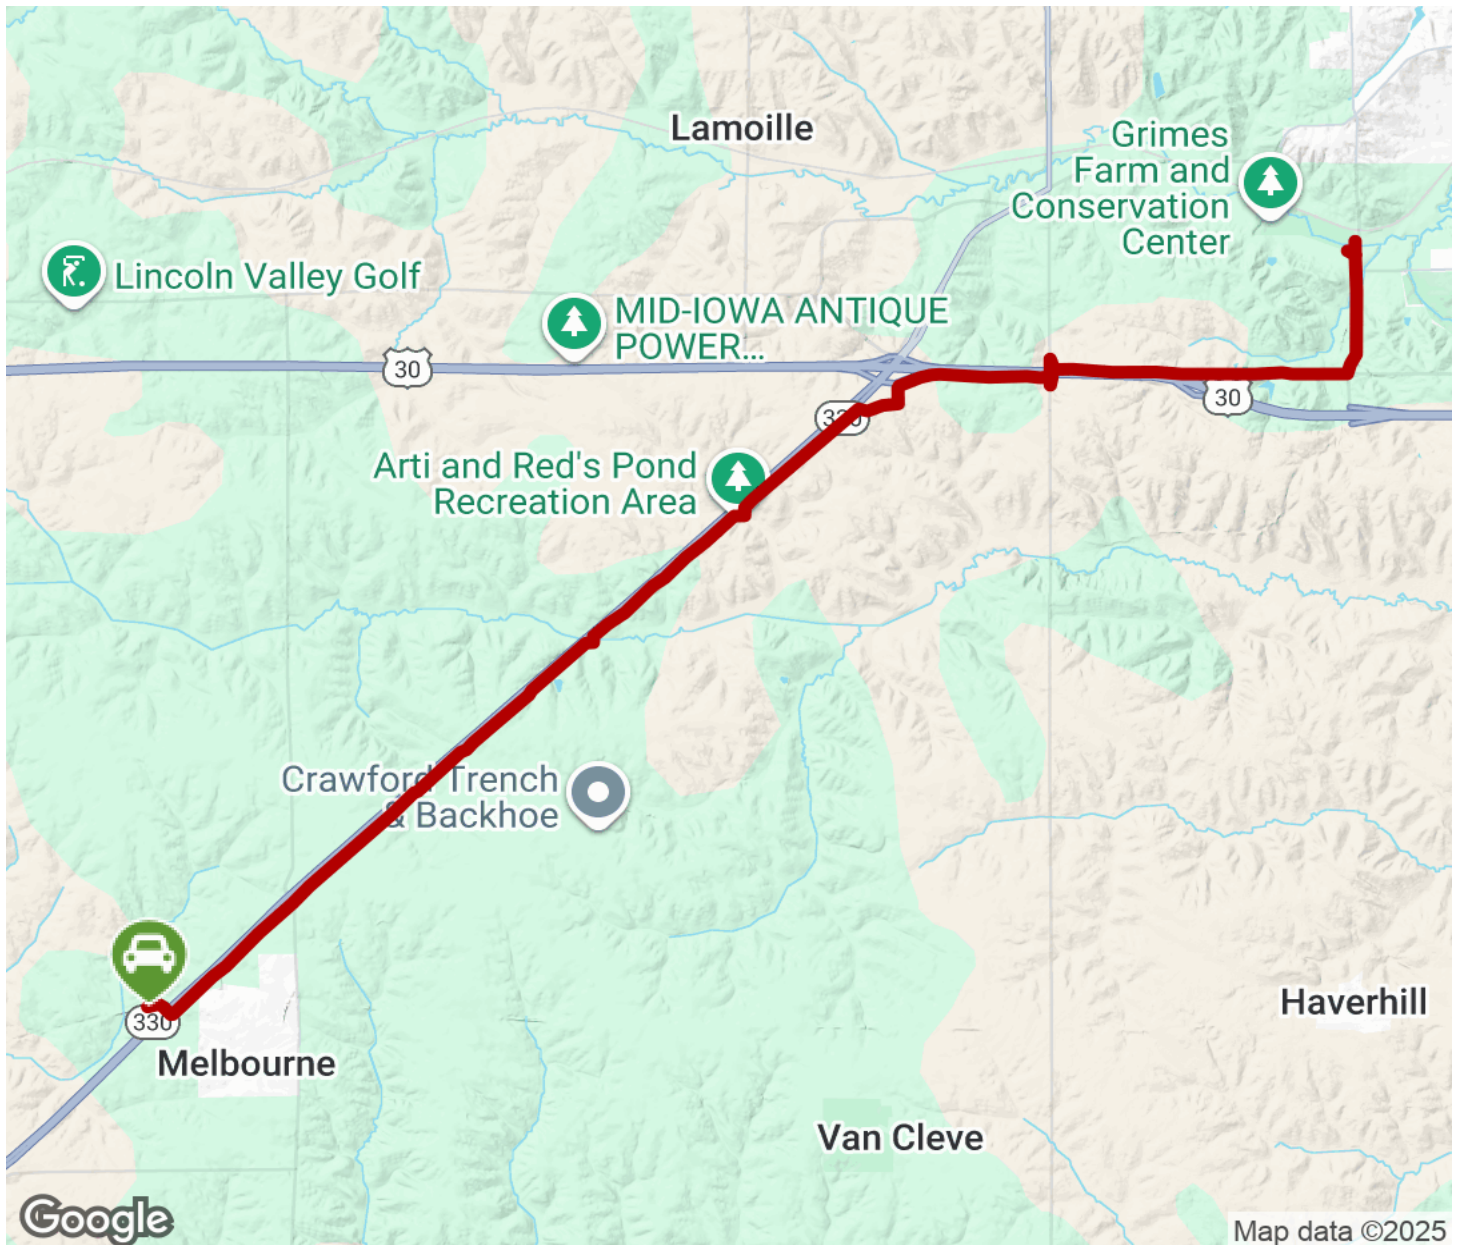 Lamoille
Grimes
Farm and
Conservation
Center
Lincoln Valley Golf
MID-IOWA ANTIQUE
POWER...
30
30
330
Arti and Red's Pond
Recreation Area
Crawford Trench
& Backhoe
330
Melbourne
Haverhill
Van Cleve
Google
Map data ©2025